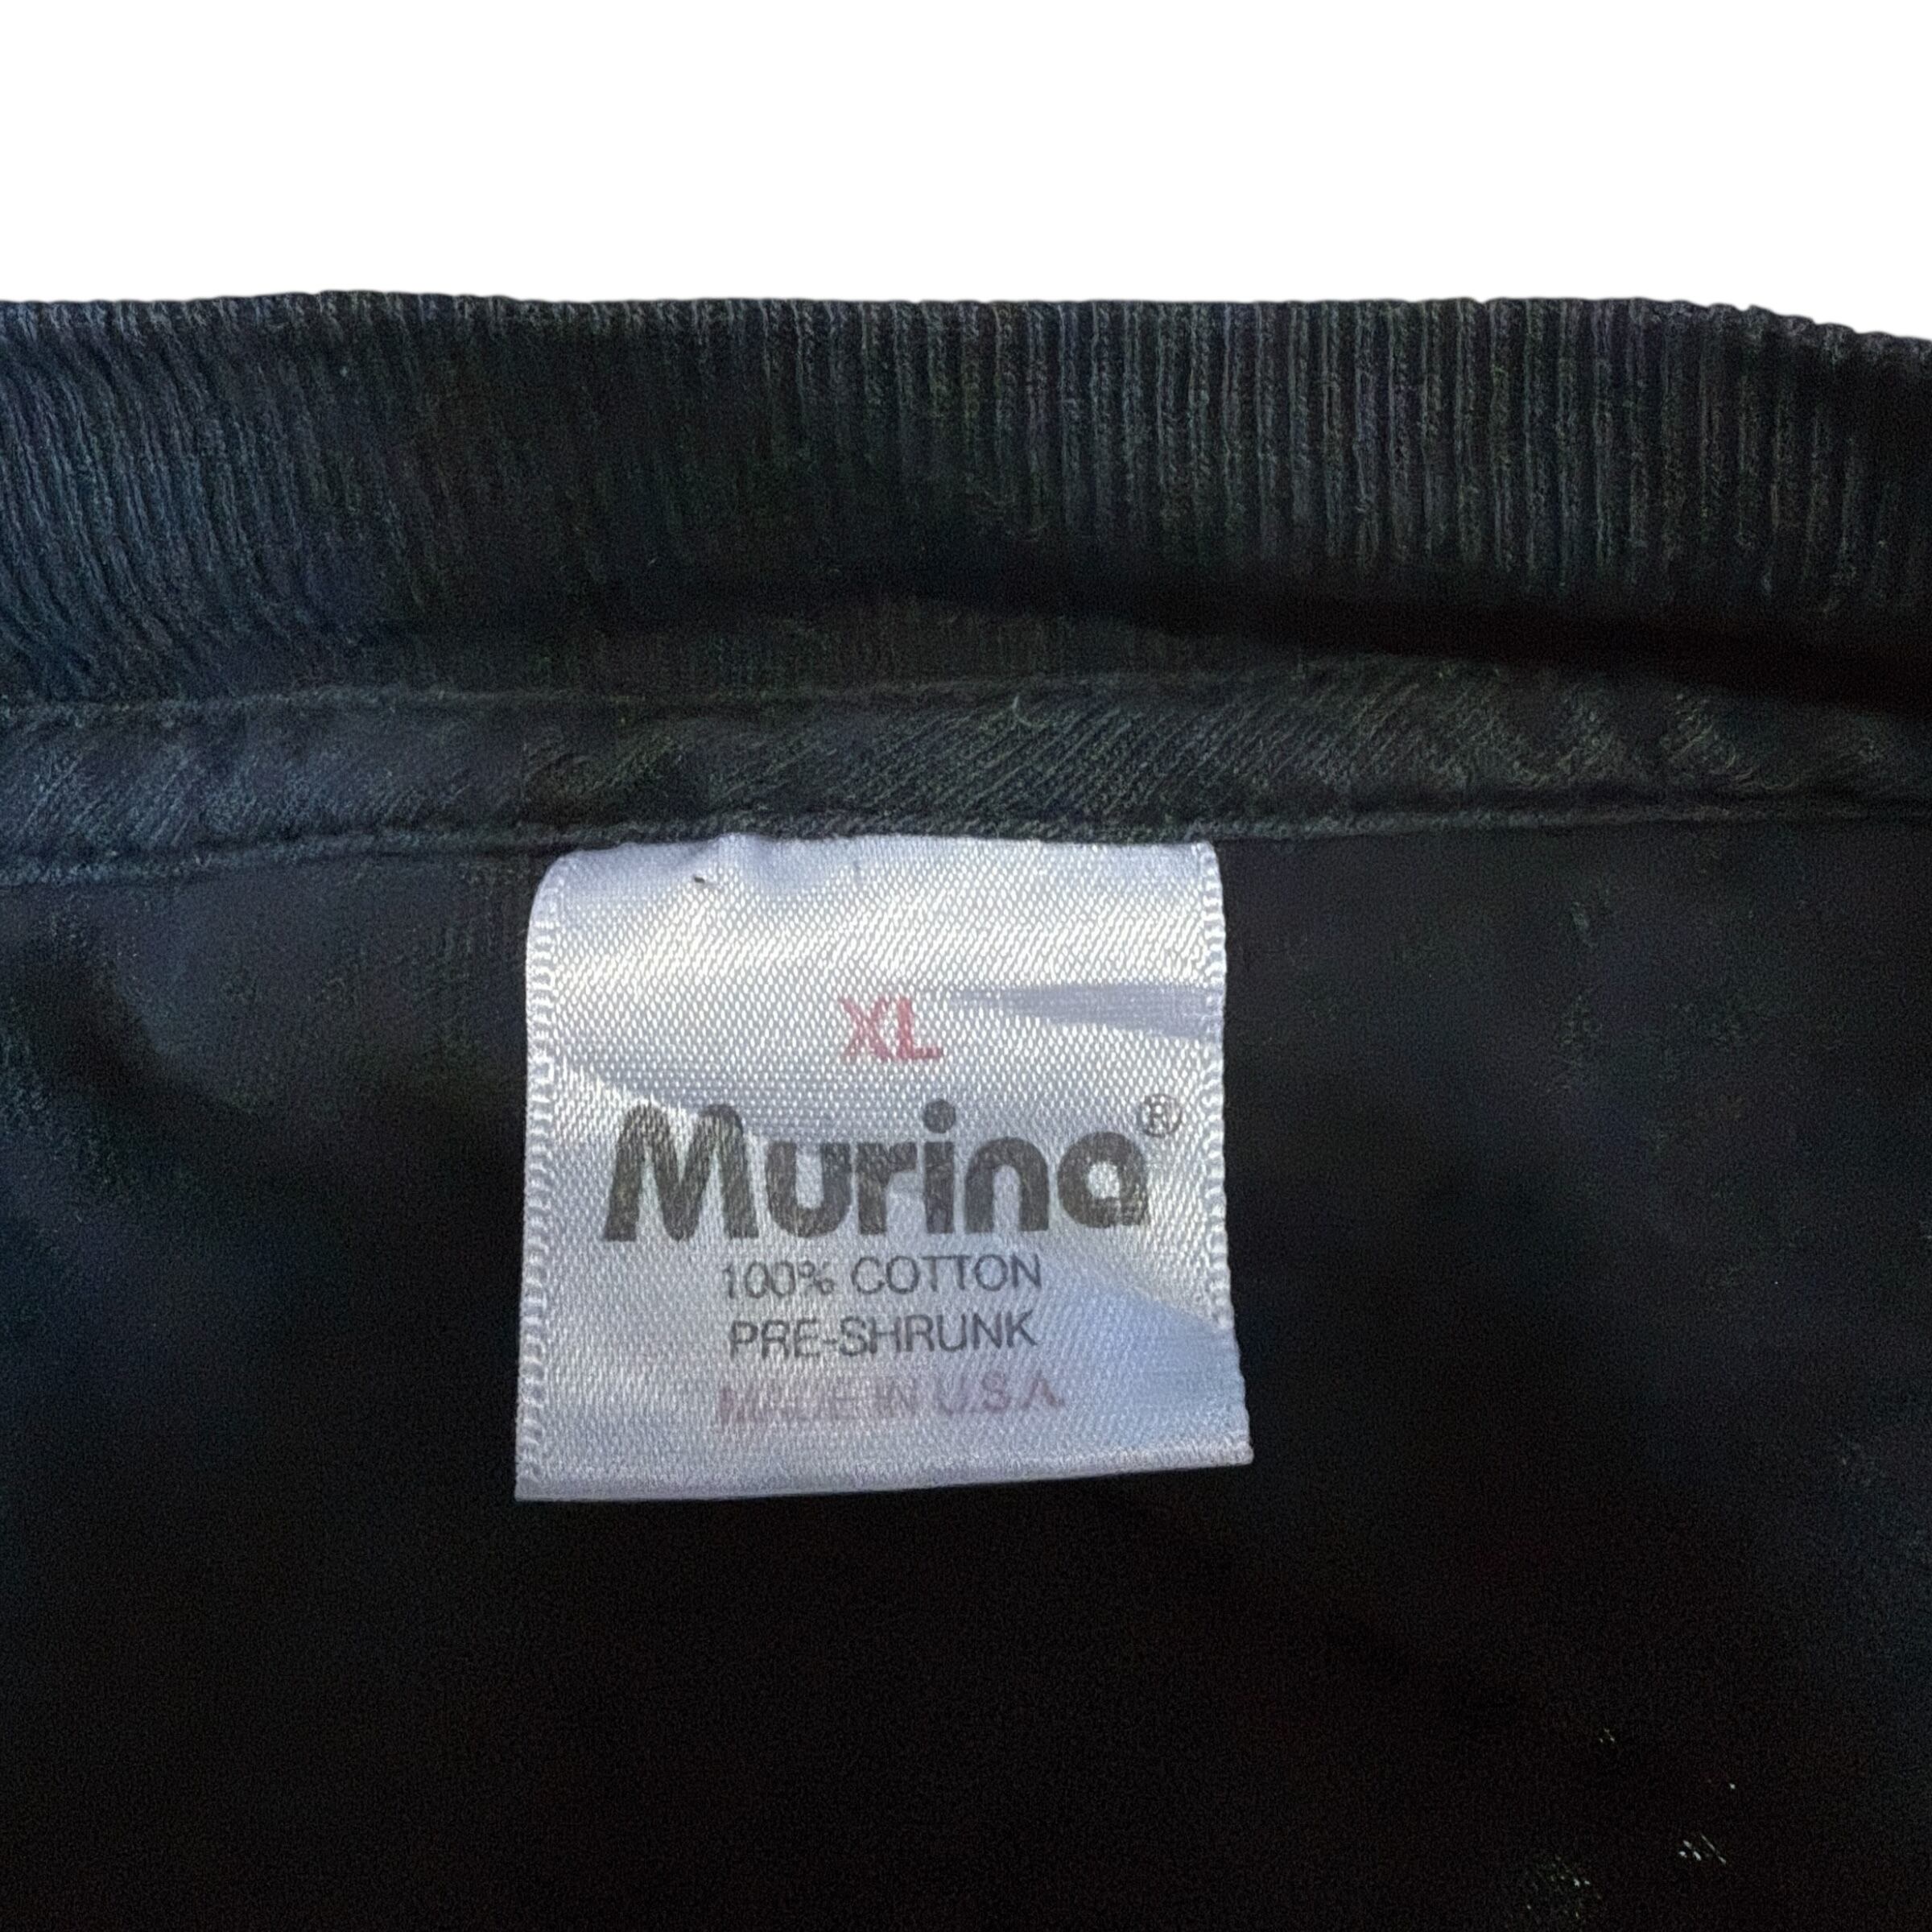 XL
Murina®
100% COTTON
PRE-SHRUNK
MADE IN U.S.A.